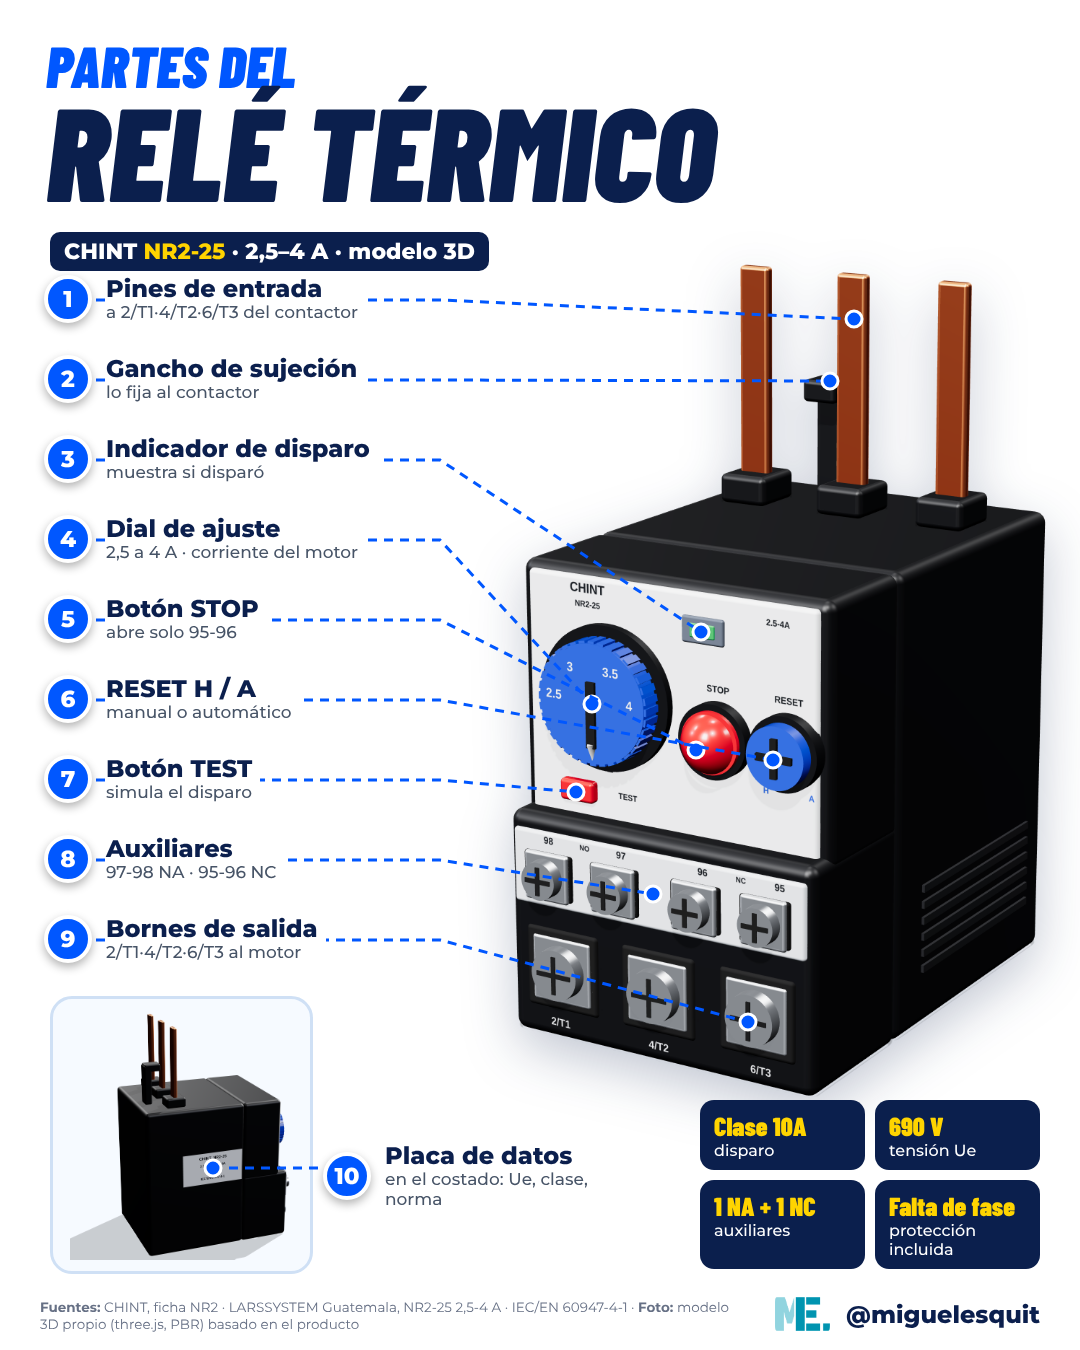 PARTES DEL
RELÉ TÉRMICO
CHINT NR2-25 · 2,5–4 A · modelo 3D
1
Pines de entrada
a 2/T1·4/T2·6/T3 del contactor
2
Gancho de sujeción
lo fija al contactor
3
Indicador de disparo
muestra si disparó
4
Dial de ajuste
2,5 a 4 A · corriente del motor
5
Botón STOP
abre solo 95-96
6
RESET H / A
manual o automático
7
Botón TEST
simula el disparo
8
Auxiliares
97-98 NA · 95-96 NC
9
Bornes de salida
2/T1·4/T2·6/T3 al motor
CHINT
NR2-25
2.5-4A
2.5
3
3.5
4
STOP
RESET
H
A
TEST
98
NO
97
96
NC
95
2/T1
4/T2
6/T3
10
Placa de datos
en el costado: Ue, clase,
norma
Clase 10A
disparo
690 V
tensión Ue
1 NA + 1 NC
auxiliares
Falta de fase
protección
incluida
Fuentes: CHINT, ficha NR2 · LARSSYSTEM Guatemala, NR2-25 2,5-4 A · IEC/EN 60947-4-1 · Foto: modelo
3D propio (three.js, PBR) basado en el producto
ME.
@miguelesquit